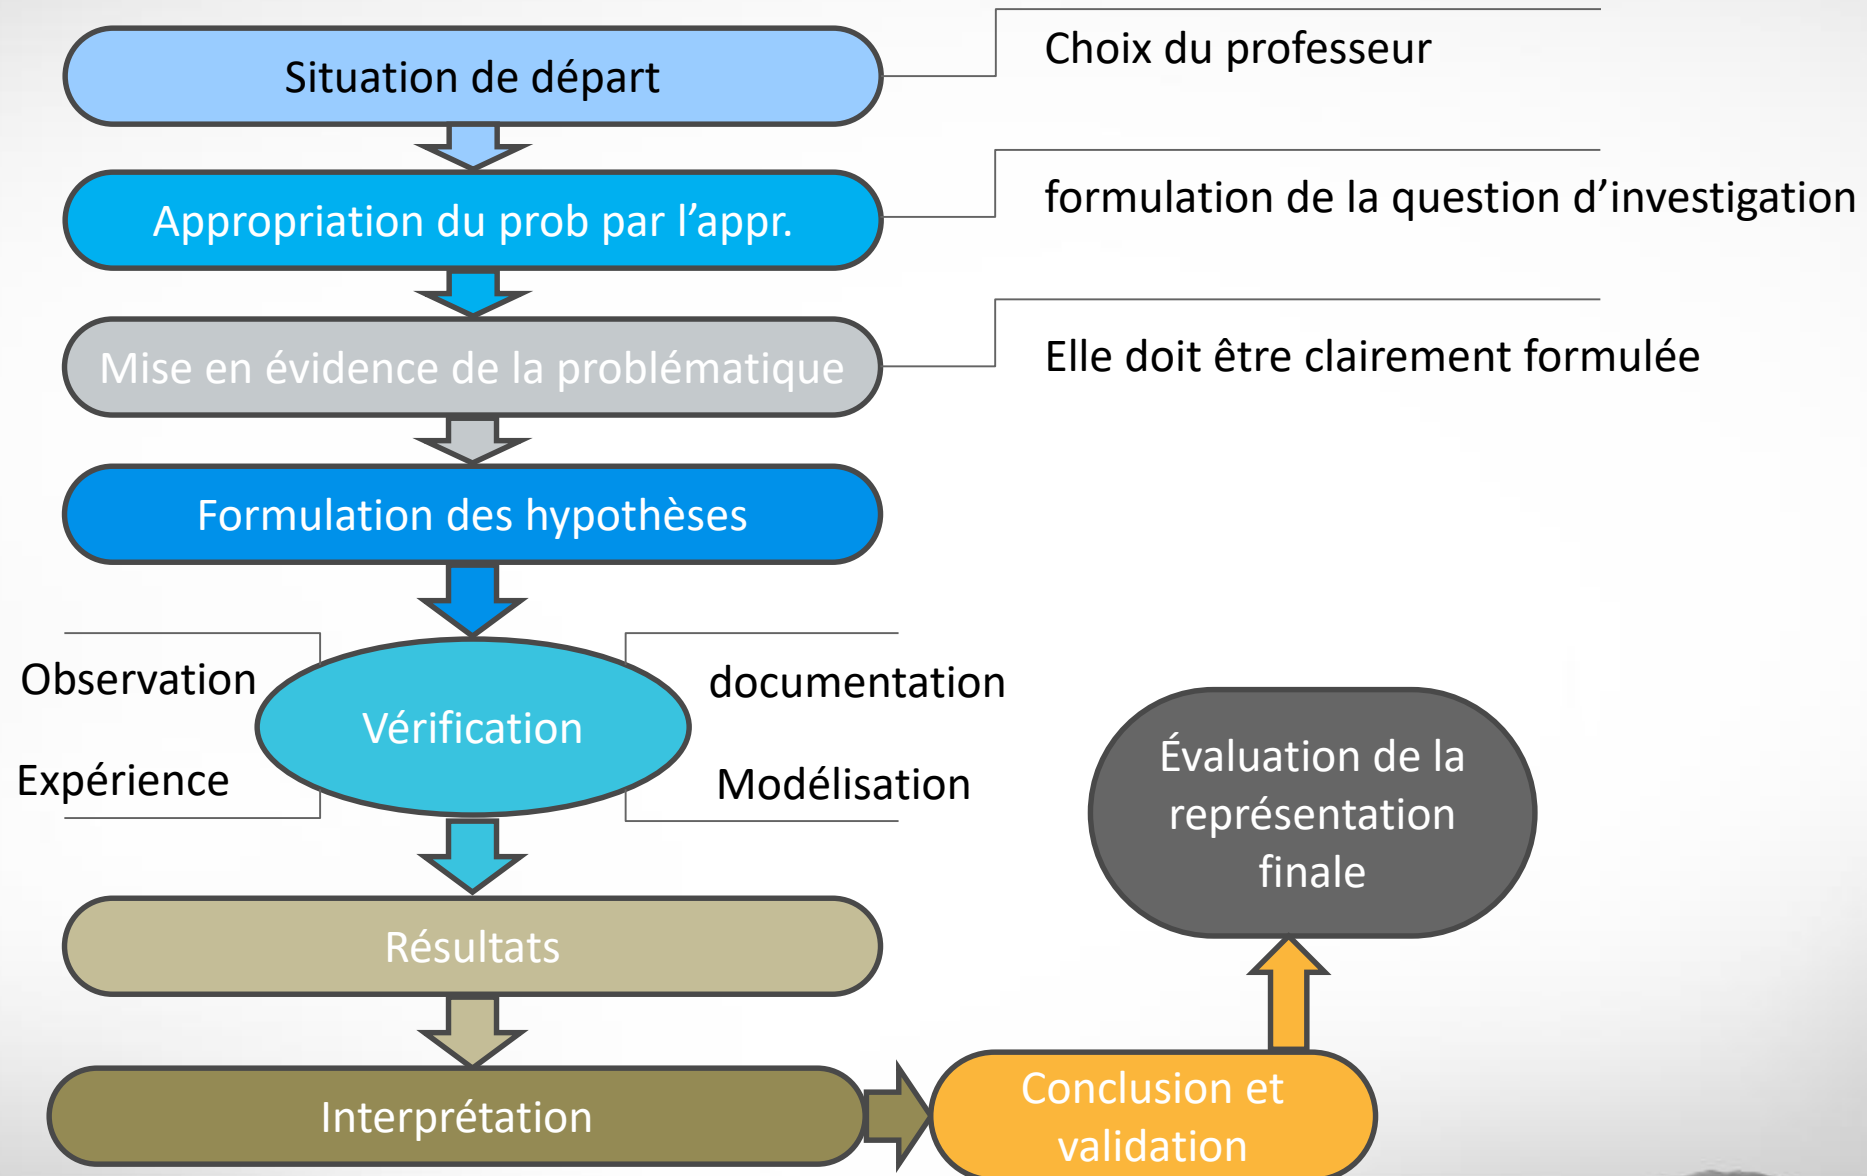 Situation de départ
Choix du professeur
Appropriation du prob par l’appr.
formulation de la question d’investigation
Mise en évidence de la problématique
Elle doit être clairement formulée
Formulation des hypothèses
Observation
documentation
Vérification
Expérience
Modélisation
Évaluation de la
représentation
finale
Résultats
Interprétation
Conclusion et
validation